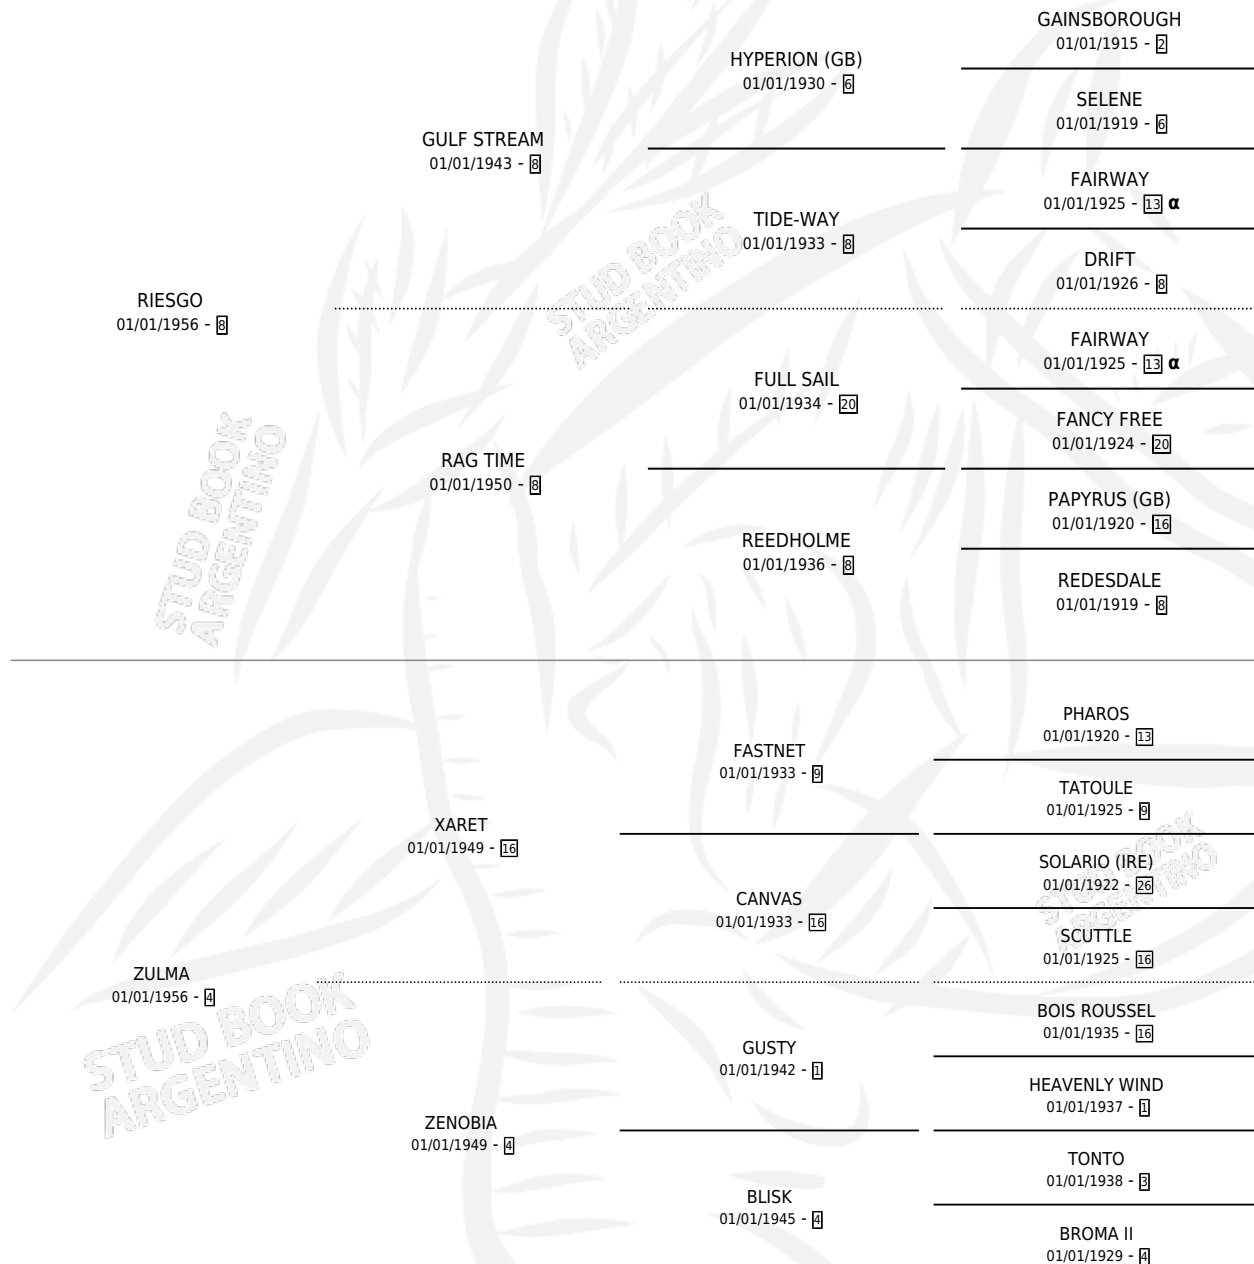 GAINSBOROUGH
01/01/1915 - 2
HYPERION (GB)
01/01/1930 - 6
SELENE
01/01/1919 - 6
GULF STREAM
01/01/1943 - 8
FAIRWAY
01/01/1925 - 13 α
TIDE-WAY
01/01/1933 - 8
DRIFT
01/01/1926 - 8
RIESGO
01/01/1956 - 8
FAIRWAY
01/01/1925 - 13 α
FULL SAIL
01/01/1934 - 20
FANCY FREE
01/01/1924 - 20
RAG TIME
01/01/1950 - 8
PAPYRUS (GB)
01/01/1920 - 16
REEDHOLME
01/01/1936 - 8
REDESDALE
01/01/1919 - 8
PHAROS
01/01/1920 - 13
FASTNET
01/01/1933 - 9
TATOULE
01/01/1925 - 9
XARET
01/01/1949 - 16
SOLARIO (IRE)
01/01/1922 - 26
CANVAS
01/01/1933 - 16
SCUTTLE
01/01/1925 - 16
ZULMA
01/01/1956 - 4
BOIS ROUSSEL
01/01/1935 - 16
GUSTY
01/01/1942 - 1
HEAVENLY WIND
01/01/1937 - 1
ZENOBIA
01/01/1949 - 4
TONTO
01/01/1938 - 3
BLISK
01/01/1945 - 4
BROMA II
01/01/1929 - 4
STUD BOOK
ARGENTINO
STUD BOOK
ARGENTINO
STUD BOOK
ARGENTINO
STUD BOOK
ARGENTINO